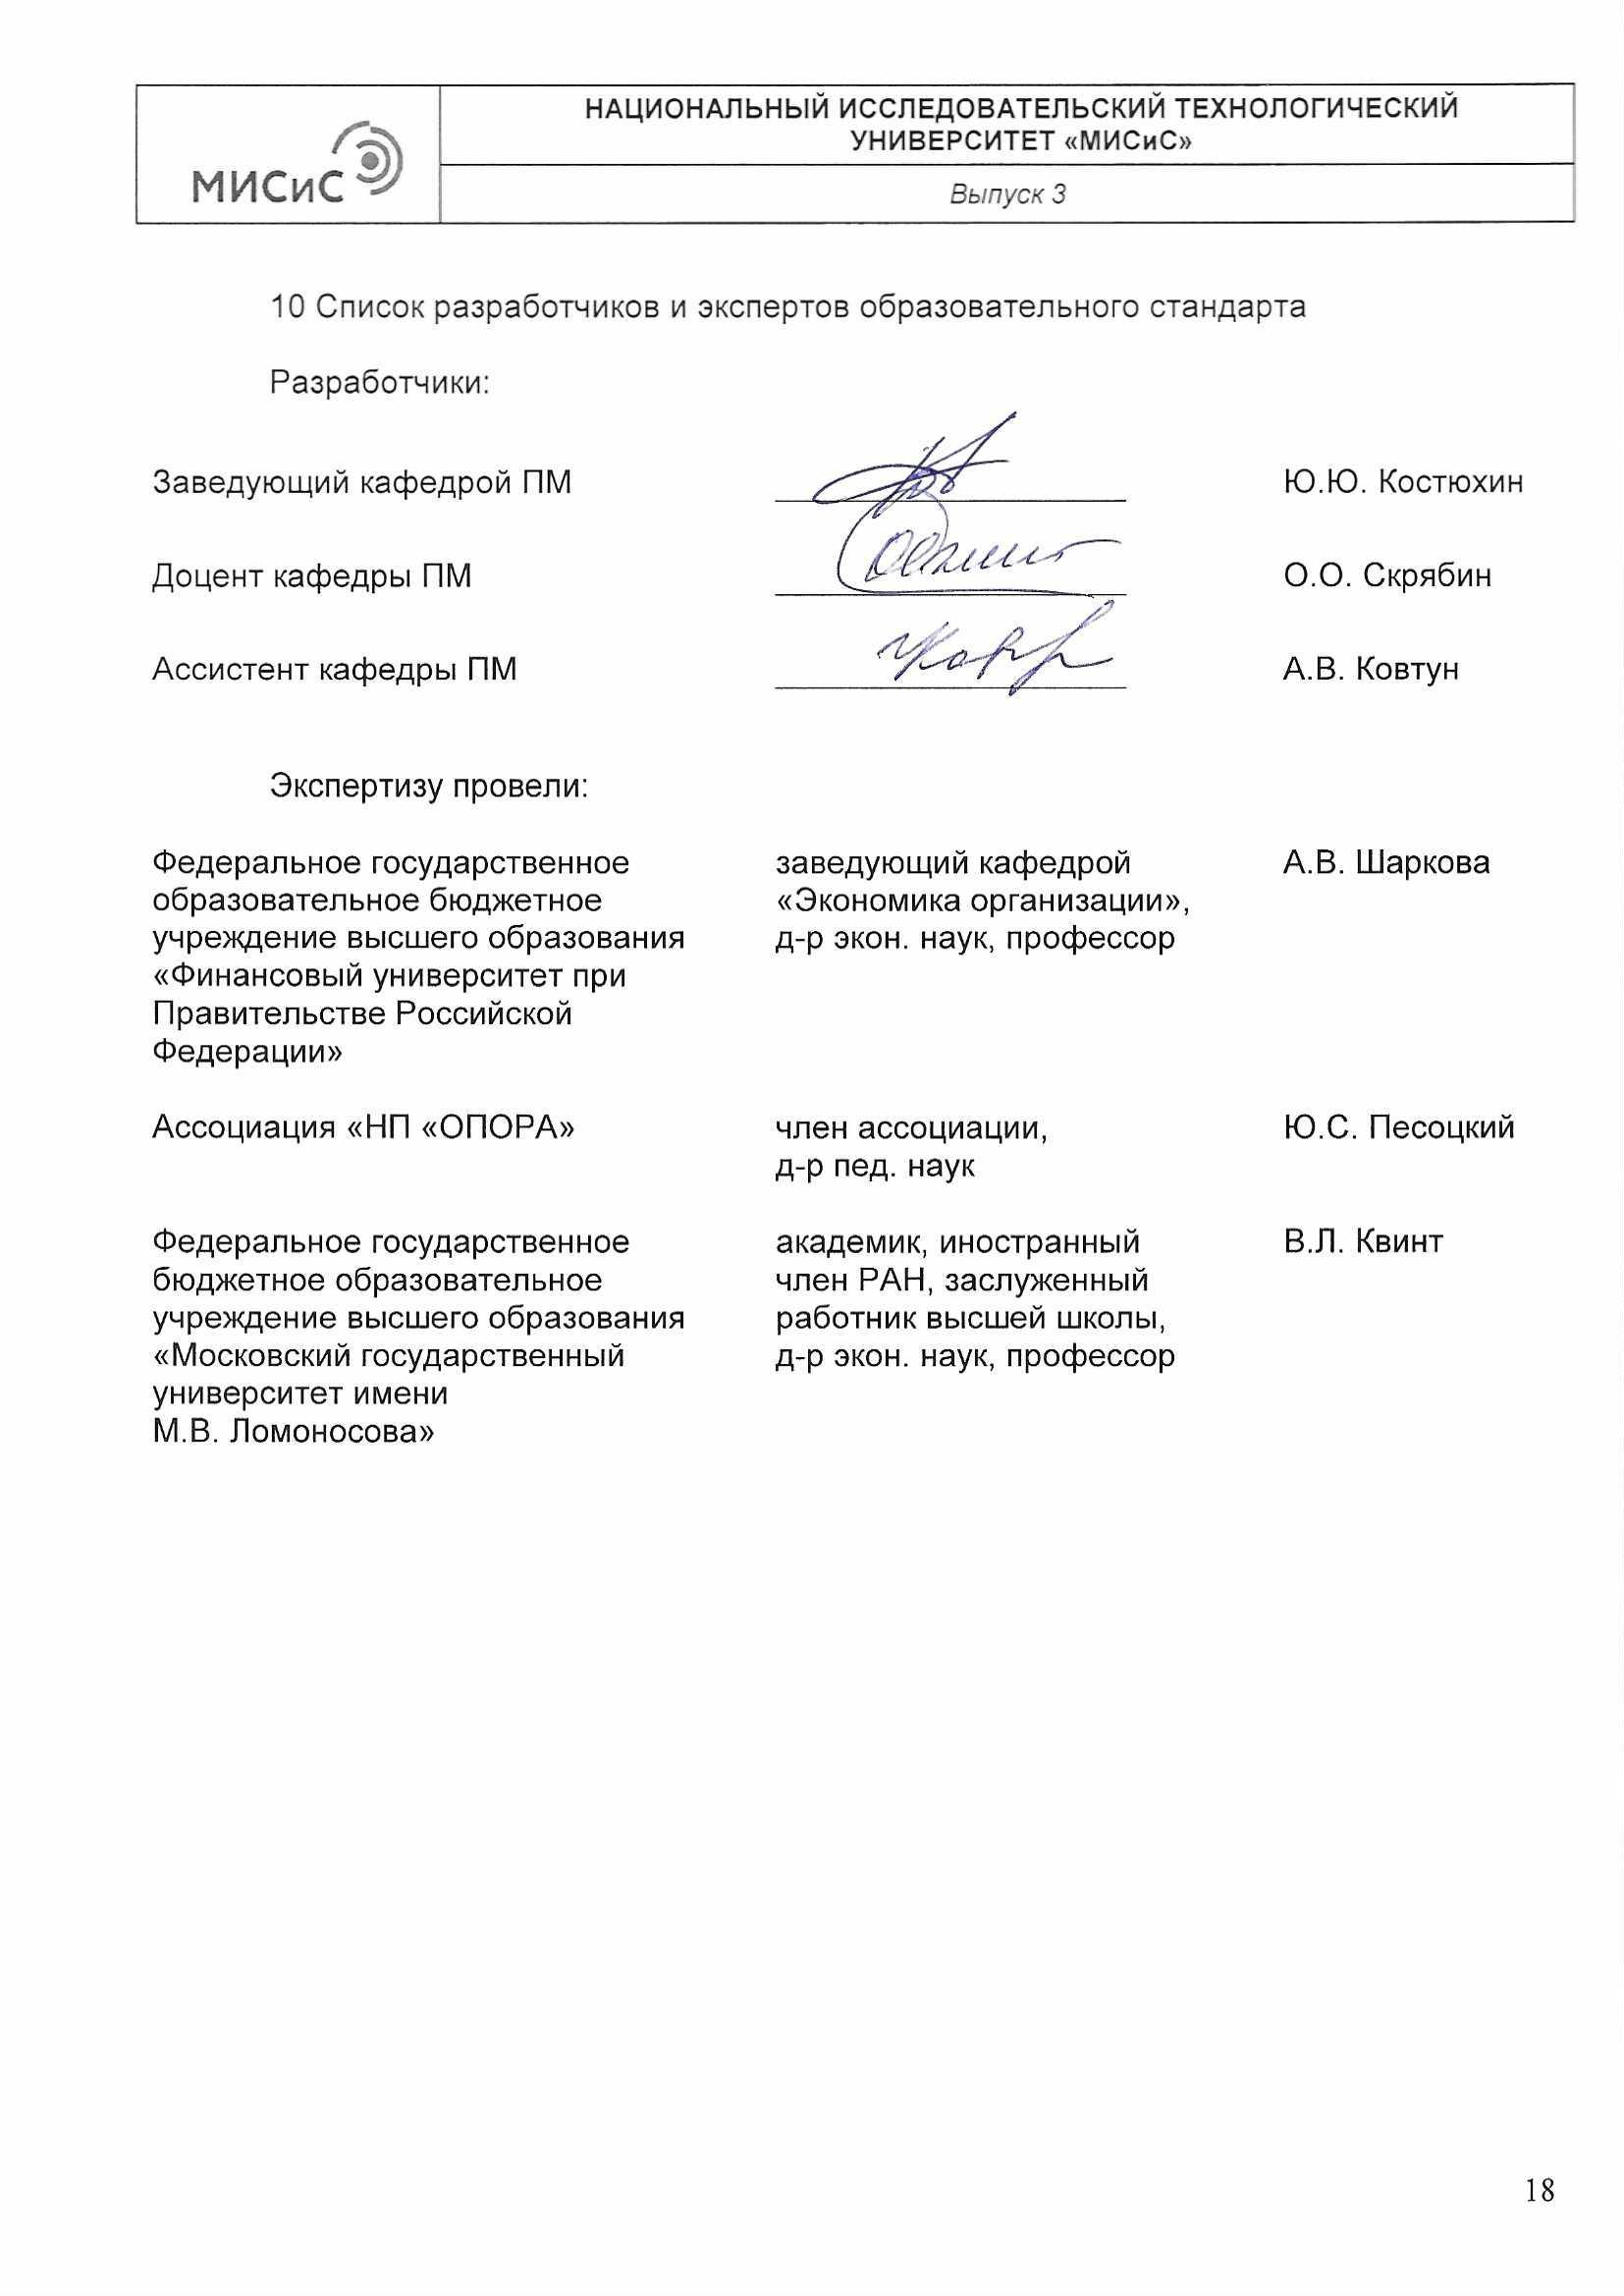 МИСиС
НАЦИОНАЛЬНЫЙ ИССЛЕДОВАТЕЛЬСКИЙ ТЕХНОЛОГИЧЕСКИЙ
УНИВЕРСИТЕТ «МИСиС»
Выпуск 3
10 Список разработчиков и экспертов образовательного стандарта
Разработчики:
Заведующий кафедрой ПМ Ю.Ю. Костюхин
Доцент кафедры ПМ О.О. Скрябин
Ассистент кафедры ПМ А.В. Ковтун
Экспертизу провели:
Федеральное государственное
образовательное бюджетное
учреждение высшего образования
«Финансовый университет при
Правительстве Российской
Федерации»
заведующий кафедрой
«Экономика организации»,
д-р экон. наук, профессор
А.В. Шаркова
Ассоциация «НП «ОПОРА»
член ассоциации,
д-р пед. наук
Ю.С. Песоцкий
Федеральное государственное
бюджетное образовательное
учреждение высшего образования
«Московский государственный
университет имени
М.В. Ломоносова»
академик, иностранный
член РАН, заслуженный
работник высшей школы,
д-р экон. наук, профессор
В.Л. Квинт
18